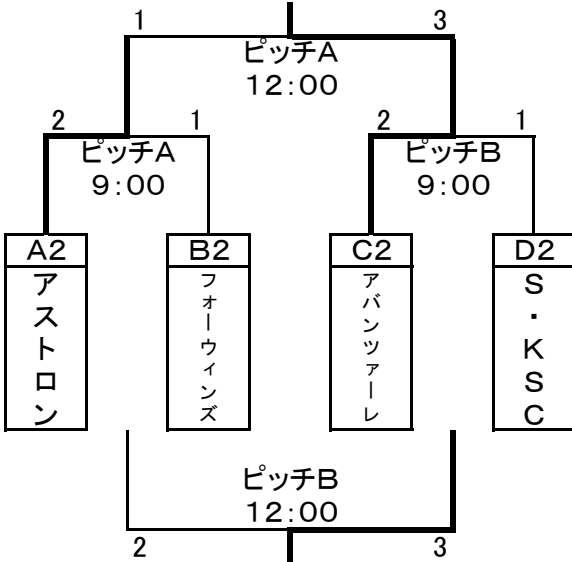 1 3
ピッチA
12:00
2 1 2 1
ピッチA ピッチB
9:00 9:00
A2 B2 C2 D2
アストロン
フォーウィンズ
アバンツァーレ
S・KSC
ピッチB
12:00
2 3